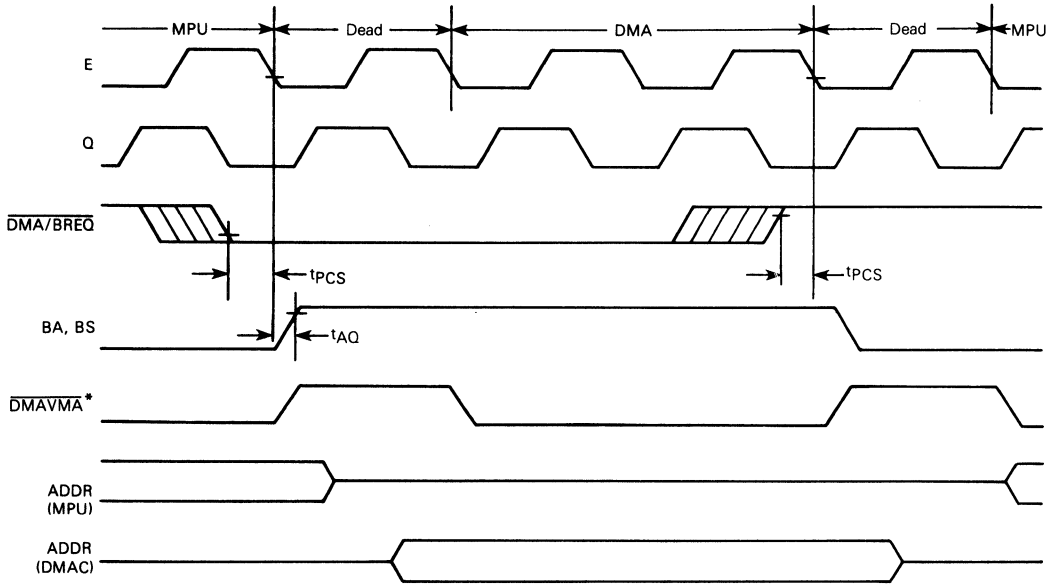 MPU Dead DMA Dead MPU
E
Q
DMA/BREQ
tPCS tPCS
BA, BS
tAQ
DMAVMA*
ADDR
(MPU)
ADDR
(DMAC)